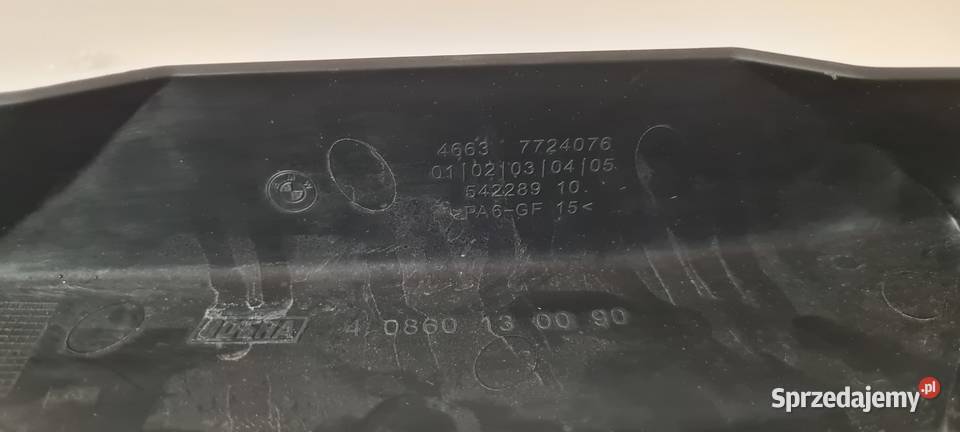 4663 7724076
01|02|03|04|05
542289 10.
>PA6-GF 15<
4 0860 13 00 90
Sprzedajemy.pl